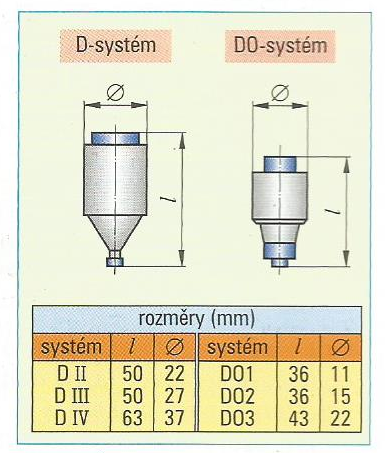 D-systém DO-systém
∅ ∅
l l
rozměry (mm)
systém l ∅ systém l ∅
D II 50 22 DO1 36 11
D III 50 27 DO2 36 15
D IV 63 37 DO3 43 22